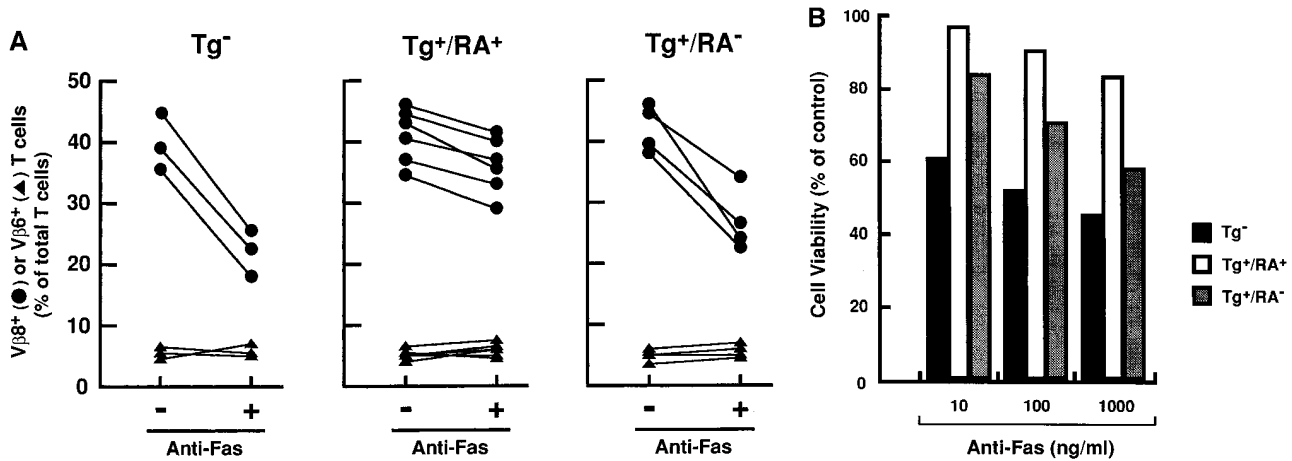 A
Tg⁻
Tg⁺/RA⁺
Tg⁺/RA⁻
Vβ8⁺ (●) or Vβ6⁺ (▲) T cells
(% of total T cells)
50
40
30
20
10
0
- +
- +
- +
Anti-Fas
Anti-Fas
Anti-Fas
B
Cell Viability (% of control)
100
80
60
40
20
0
10 100 1000
Anti-Fas (ng/ml)
Tg⁻
Tg⁺/RA⁺
Tg⁺/RA⁻